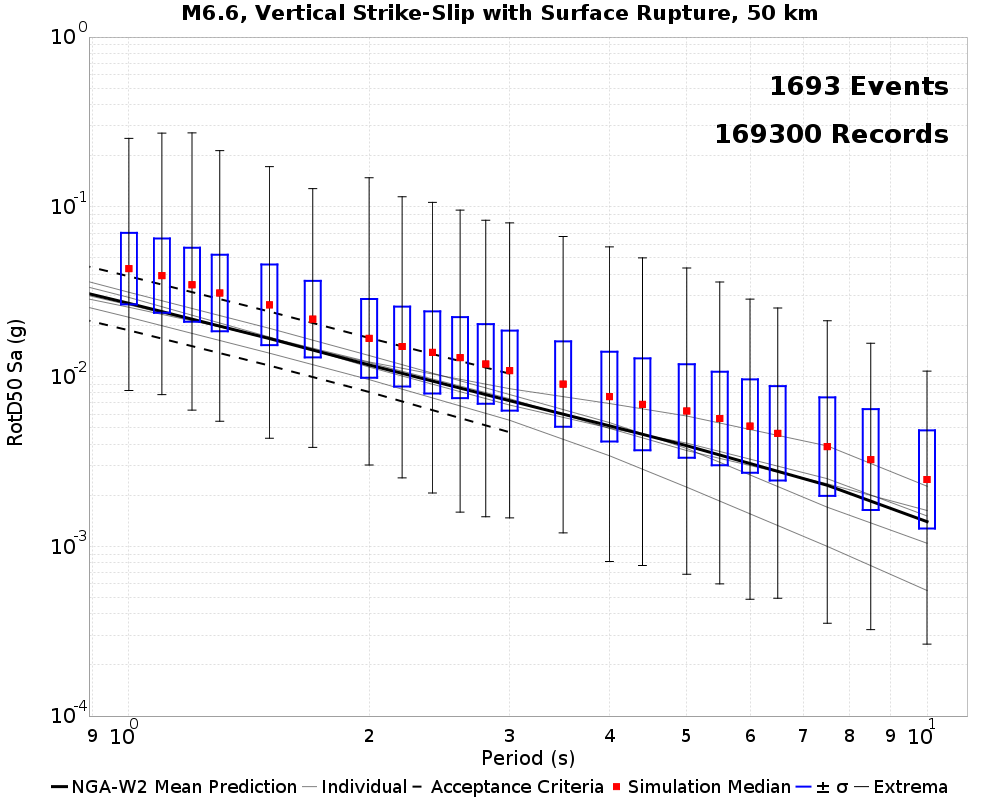 M6.6, Vertical Strike-Slip with Surface Rupture, 50 km
1693 Events
169300 Records
RotD50 Sa (g)
10^0
10^-1
10^-2
10^-3
10^-4
9 10^0 2 3 4 5 6 7 8 9 10^1
Period (s)
NGA-W2 Mean Prediction Individual Acceptance Criteria Simulation Median ± σ Extrema